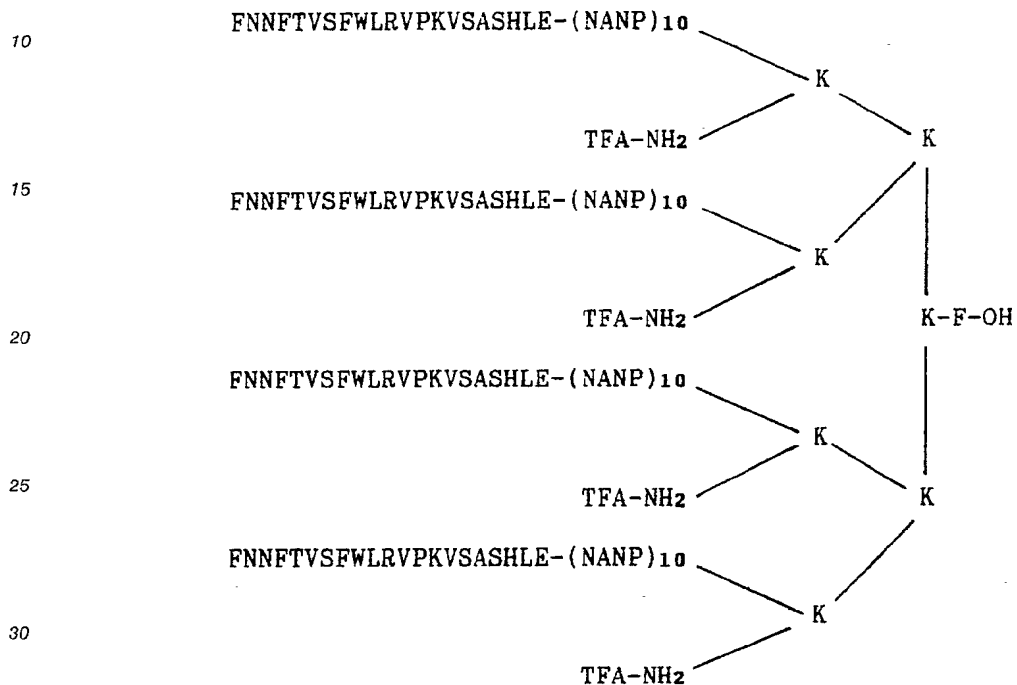 10 FNNFTVSFWLRVPKVSASHLE-(NANP)10
K
TFA-NH2 K
15 FNNFTVSFWLRVPKVSASHLE-(NANP)10
K
TFA-NH2 K-F-OH
20
FNNFTVSFWLRVPKVSASHLE-(NANP)10
K
25 TFA-NH2 K
FNNFTVSFWLRVPKVSASHLE-(NANP)10
K
30
TFA-NH2